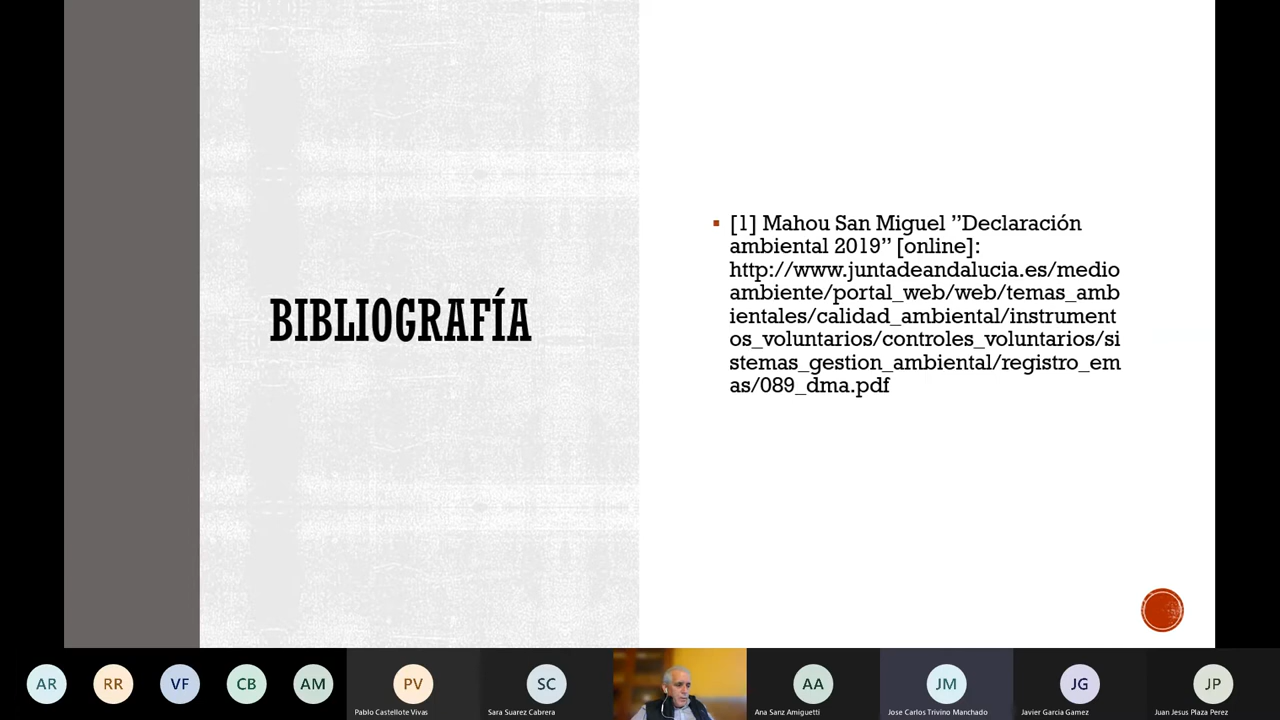 BIBLIOGRAFÍA
[1] Mahou San Miguel ”Declaración
ambiental 2019” [online]:
http://www.juntadeandalucia.es/medio
ambiente/portal_web/web/temas_amb
ientales/calidad_ambiental/instrument
os_voluntarios/controles_voluntarios/si
stemas_gestion_ambiental/registro_em
as/089_dma.pdf
AR
RR
VF
CB
AM
PV
Pablo Castellote Vivas
SC
Sara Suarez Cabrera
AA
Ana Sanz Amiguetti
JM
Jose Carlos Trivino Manchado
JG
Javier Garcia Gamez
JP
Juan Jesus Plaza Perez